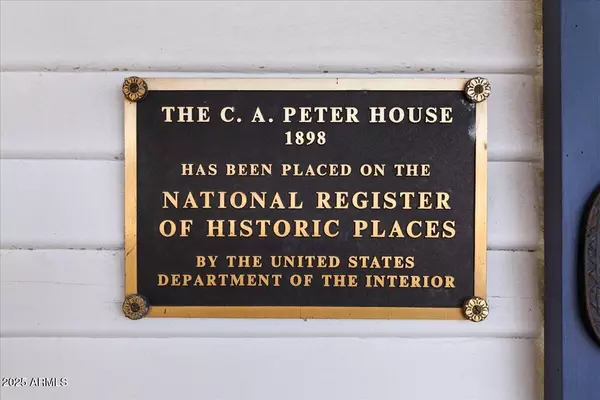 THE C. A. PETER HOUSE
1898
HAS BEEN PLACED ON THE
NATIONAL REGISTER
OF HISTORIC PLACES
BY THE UNITED STATES
DEPARTMENT OF THE INTERIOR
2025 ARMLS